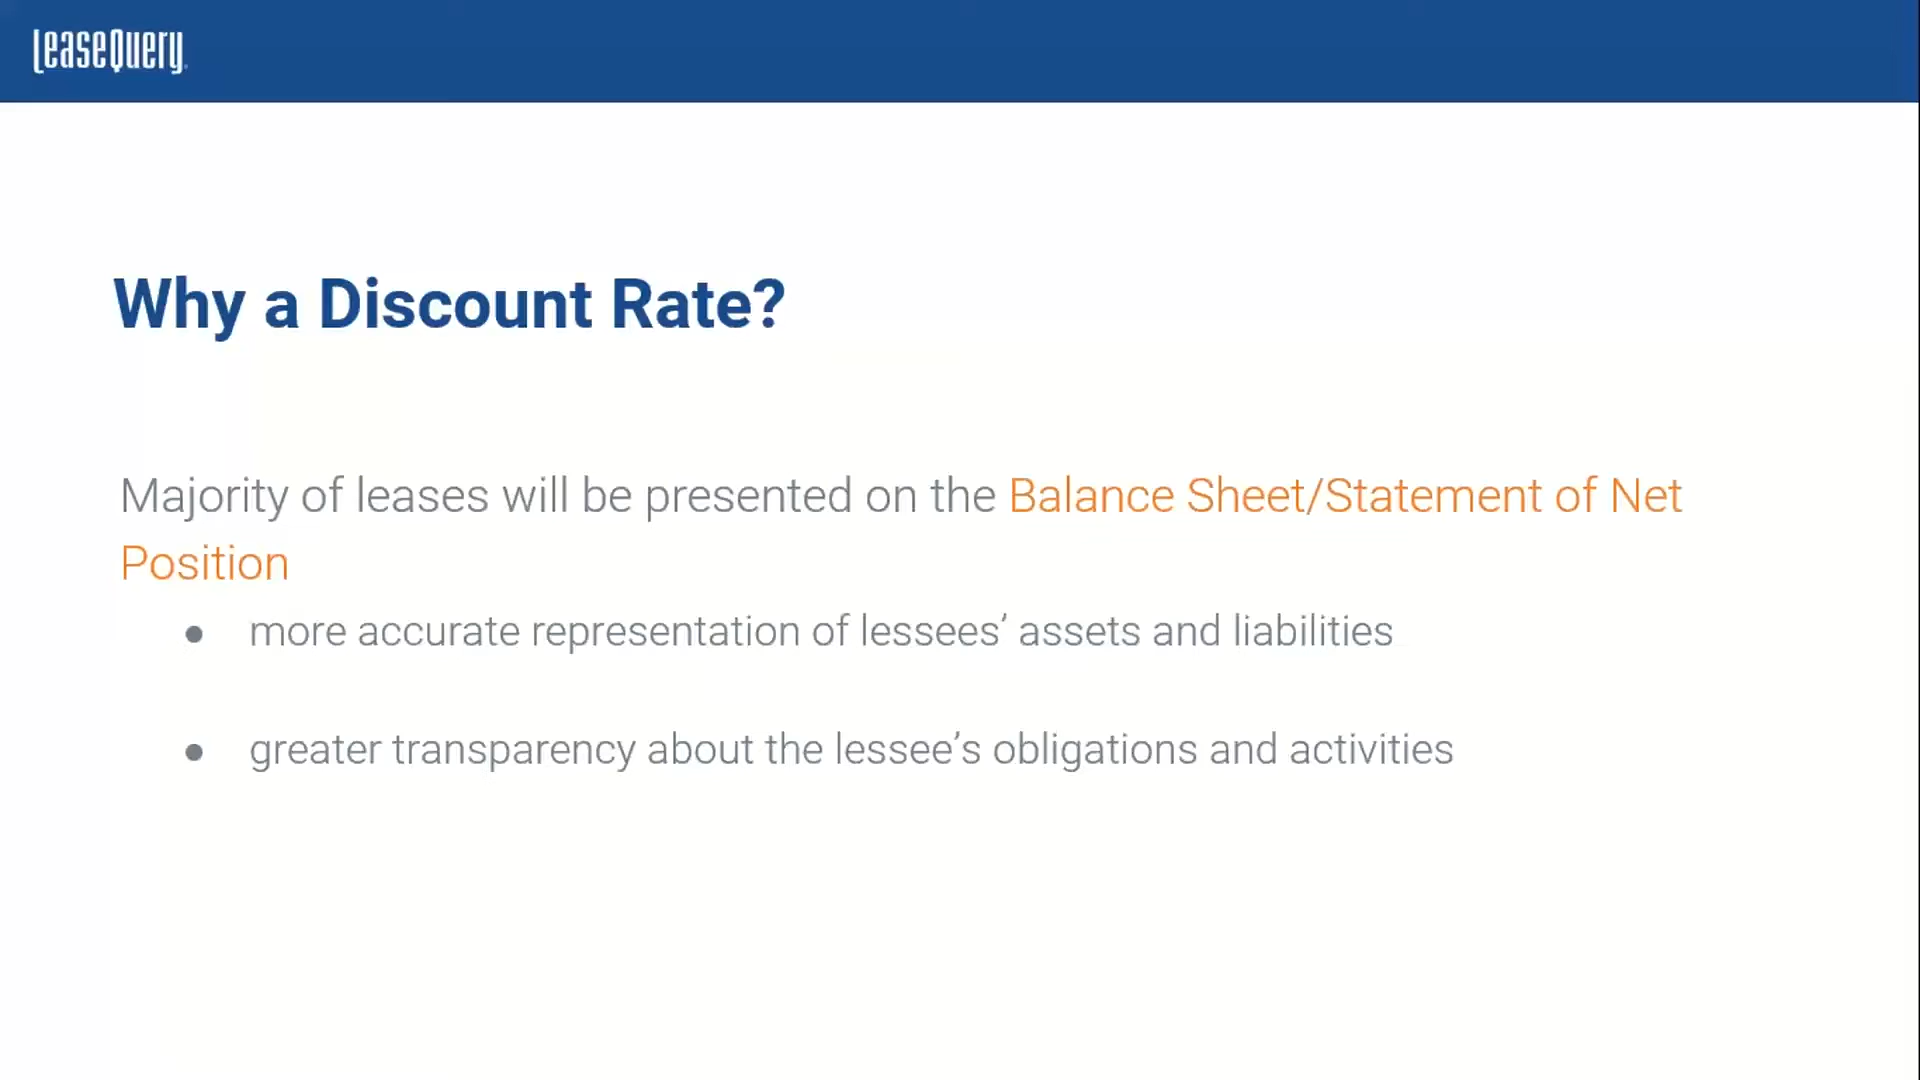 LeaseQuery
Why a Discount Rate?
Majority of leases will be presented on the Balance Sheet/Statement of Net
Position
● more accurate representation of lessees’ assets and liabilities
● greater transparency about the lessee’s obligations and activities